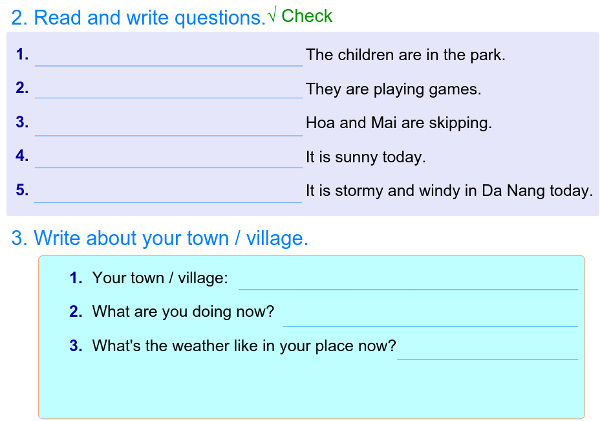 2. Read and write questions. √ Check
1. The children are in the park.
2. They are playing games.
3. Hoa and Mai are skipping.
4. It is sunny today.
5. It is stormy and windy in Da Nang today.
3. Write about your town / village.
1. Your town / village:
2. What are you doing now?
3. What's the weather like in your place now?